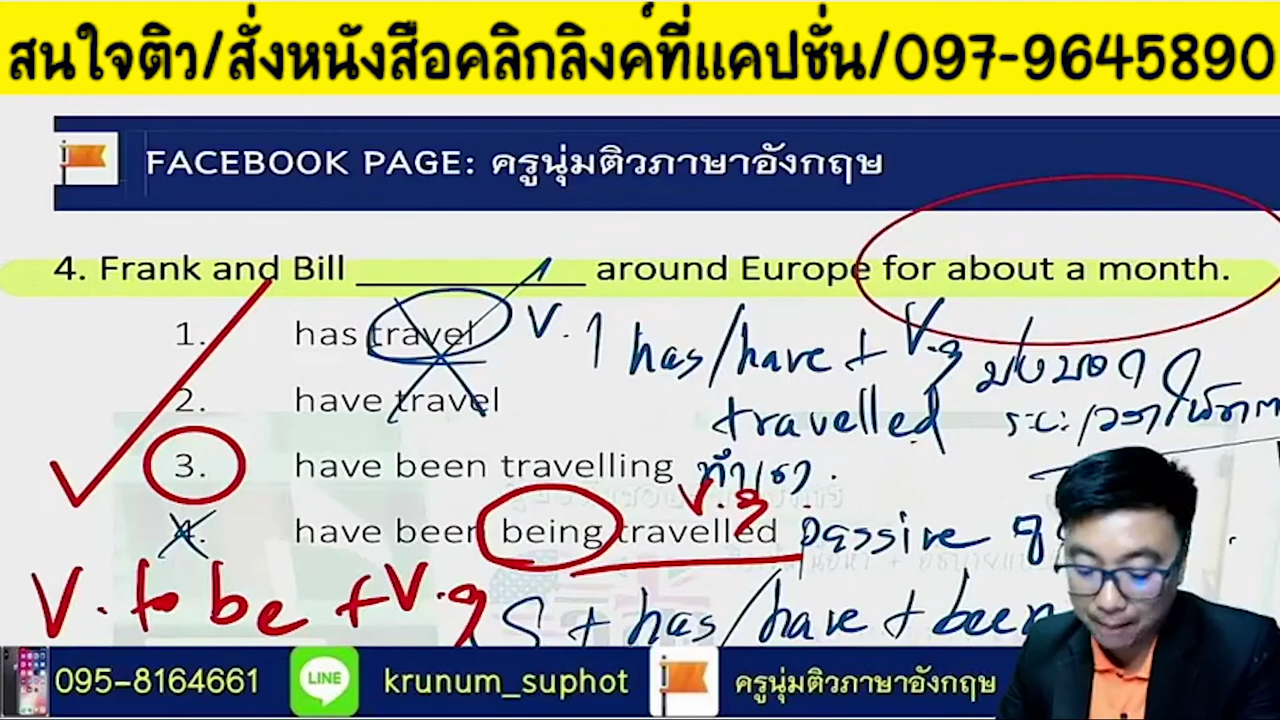 สนใจติว/สั่งหนังสือคลิกลิงค์ที่แคปชั่น/097-9645890
FACEBOOK PAGE: ครูนุ่มติวภาษาอังกฤษ
4. Frank and Bill ____________ around Europe for about a month.
1. has travel V.1 has/have + V.3
2. have travel travelled
3. have been travelling
4. have been being travelled V.3 passive
V. to be + V.3 S + has/have + been
095-8164661 LINE krunum_suphot ครูนุ่มติวภาษาอังกฤษ